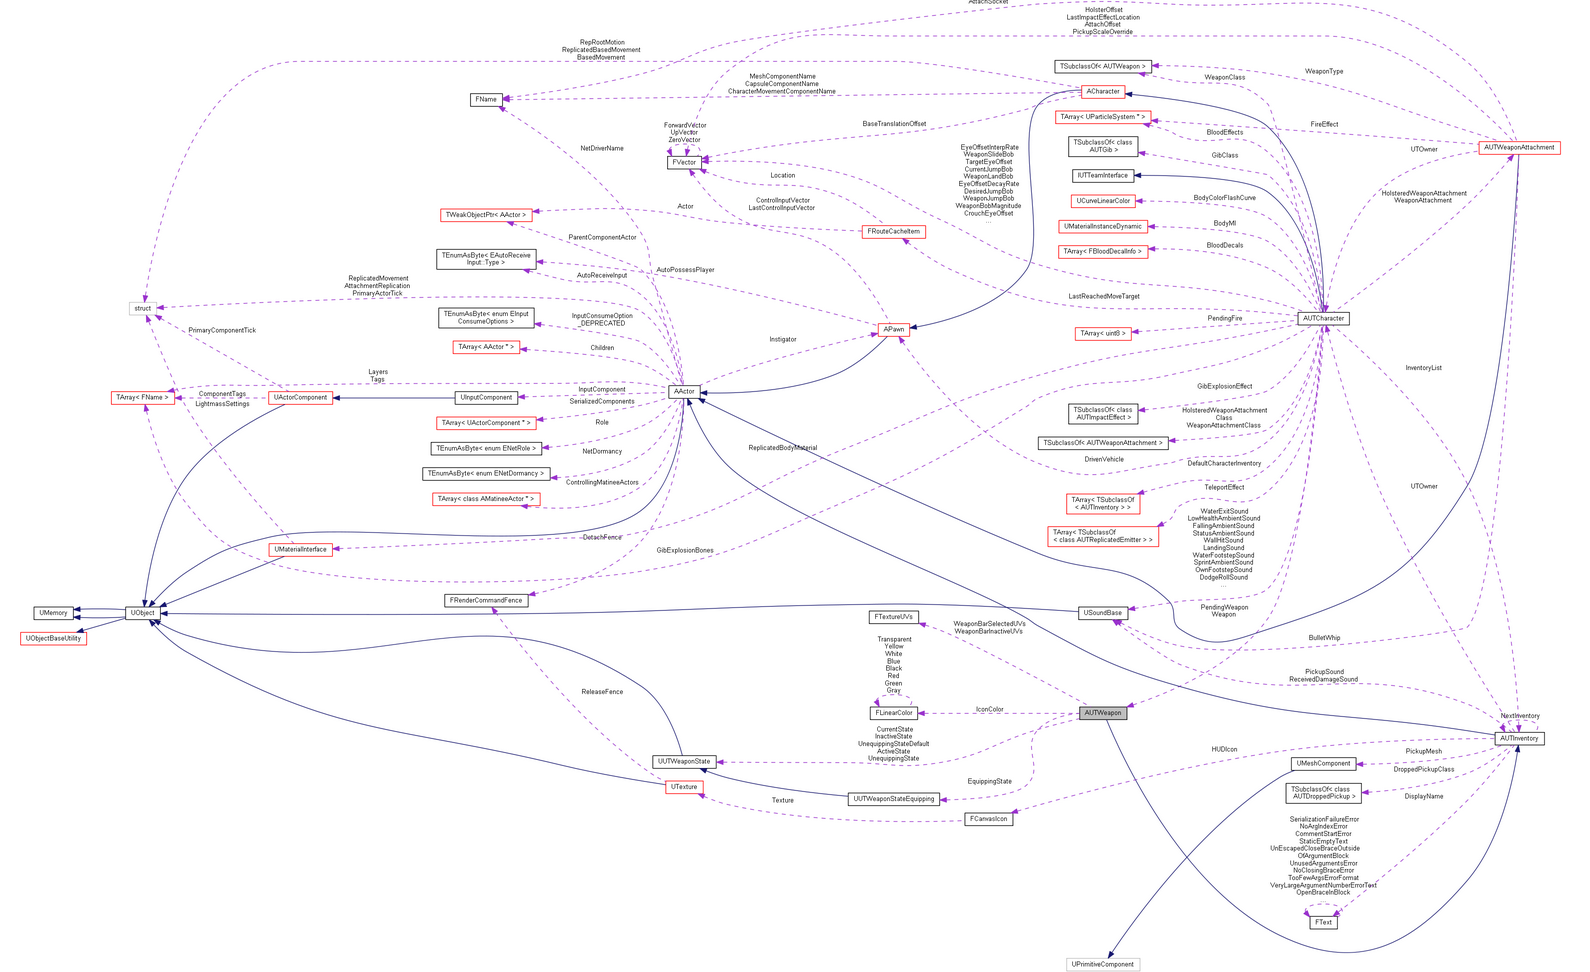 AttachSocket
HolsterOffset
LastImpactEffectLocation
AttachOffset
PickupScaleOverride
RepRootMotion
ReplicatedBasedMovement
BasedMovement
TSubclassOf< AUTWeapon >
WeaponType
WeaponClass
MeshComponentName
CapsuleComponentName
CharacterMovementComponentName
ACharacter
FName
TArray< UParticleSystem * >
FireEffect
BloodEffects
ForwardVector
UpVector
ZeroVector
BaseTranslationOffset
TSubclassOf< class
AUTGib >
GibClass
UTOwner
AUTWeaponAttachment
NetDriverName
FVector
EyeOffsetInterpRate
WeaponSlideBob
TargetEyeOffset
CurrentJumpBob
WeaponLandBob
EyeOffsetDecayRate
DesiredJumpBob
WeaponJumpBob
WeaponBobMagnitude
CrouchEyeOffset
...
Location
IUTTeamInterface
HolsteredWeaponAttachment
WeaponAttachment
UCurveLinearColor
BodyColorFlashCurve
ControlInputVector
LastControlInputVector
Actor
TWeakObjectPtr< AActor >
FRouteCacheItem
UMaterialInstanceDynamic
BodyMI
ParentComponentActor
TArray< FBloodDecalInfo >
BloodDecals
TEnumAsByte< EAutoReceive
Input::Type >
AutoPossessPlayer
AutoReceiveInput
ReplicatedMovement
AttachmentReplication
PrimaryActorTick
LastReachedMoveTarget
struct
TEnumAsByte< enum EInput
ConsumeOptions >
InputConsumeOption
_DEPRECATED
PendingFire
AUTCharacter
PrimaryComponentTick
APawn
TArray< uint8 >
Instigator
TArray< AActor * >
Children
Layers
Tags
InventoryList
AActor
InputComponent
GibExplosionEffect
TArray< FName >
ComponentTags
LightmassSettings
UActorComponent
UInputComponent
SerializedComponents
TSubclassOf< class
AUTImpactEffect >
HolsteredWeaponAttachment
Class
WeaponAttachmentClass
TArray< UActorComponent * >
Role
TEnumAsByte< enum ENetRole >
ReplicatedBodyMaterial
TSubclassOf< AUTWeaponAttachment >
NetDormancy
DrivenVehicle
DefaultCharacterInventory
TEnumAsByte< enum ENetDormancy >
ControllingMatineeActors
TeleportEffect
UTOwner
TArray< class AMatineeActor * >
TArray< TSubclassOf
< AUTInventory > >
WaterExitSound
LowHealthAmbientSound
FallingAmbientSound
StatusAmbientSound
WallHitSound
LandingSound
WaterFootstepSound
SprintAmbientSound
OwnFootstepSound
DodgeRollSound
...
TArray< TSubclassOf
< class AUTReplicatedEmitter > >
DetachFence
UMaterialInterface
GibExplosionBones
FRenderCommandFence
UMemory
UObject
USoundBase
PendingWeapon
Weapon
FTextureUVs
WeaponBarSelectedUVs
WeaponBarInactiveUVs
UObjectBaseUtility
BulletWhip
Transparent
Yellow
White
Blue
Black
Red
Green
Gray
PickupSound
ReceivedDamageSound
ReleaseFence
FLinearColor
IconColor
AUTWeapon
NextInventory
CurrentState
InactiveState
UnequippingStateDefault
ActiveState
UnequippingState
AUTInventory
HUDIcon
PickupMesh
UUTWeaponState
UMeshComponent
DroppedPickupClass
EquippingState
UTexture
TSubclassOf< class
AUTDroppedPickup >
Texture
UUTWeaponStateEquipping
DisplayName
FCanvasIcon
SerializationFailureError
NoArgIndexError
CommentStartError
StaticEmptyText
UnEscapedCloseBraceOutside
OfArgumentBlock
UnusedArgumentsError
NoClosingBraceError
TooFewArgsErrorFormat
VeryLargeArgumentNumberErrorText
OpenBraceInBlock
...
FText
UPrimitiveComponent